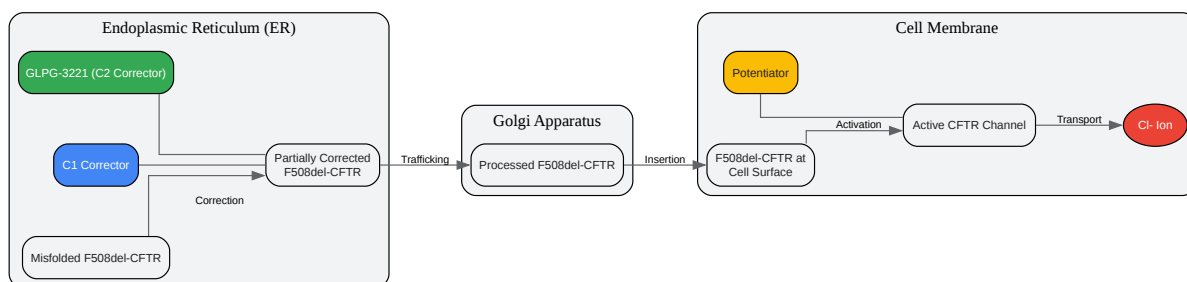 Endoplasmic Reticulum (ER)
GLPG-3221 (C2 Corrector)
C1 Corrector
Misfolded F508del-CFTR
Correction
Partially Corrected
F508del-CFTR
Trafficking
Golgi Apparatus
Processed F508del-CFTR
Insertion
Cell Membrane
Potentiator
F508del-CFTR at
Cell Surface
Activation
Active CFTR Channel
Transport
Cl- Ion